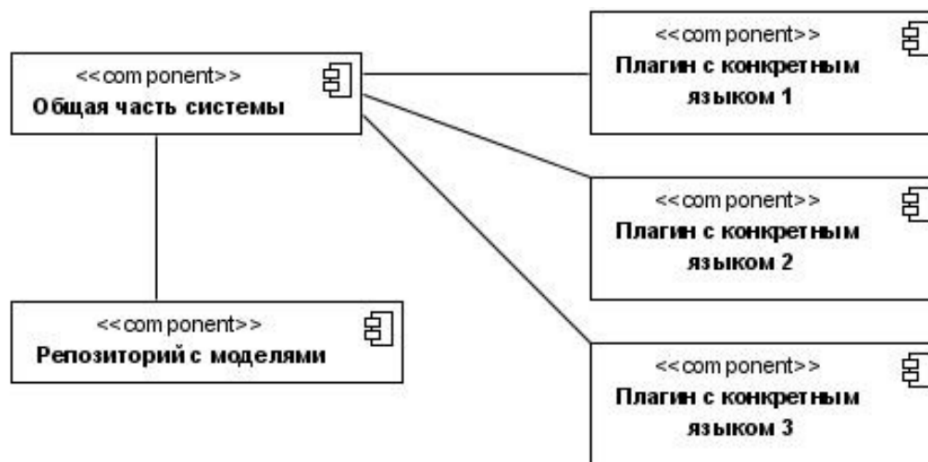 <<component>>
Общая часть системы
<<component>>
Репозиторий с моделями
<<component>>
Плагин с конкретным
языком 1
<<component>>
Плагин с конкретным
языком 2
<<component>>
Плагин с конкретным
языком 3